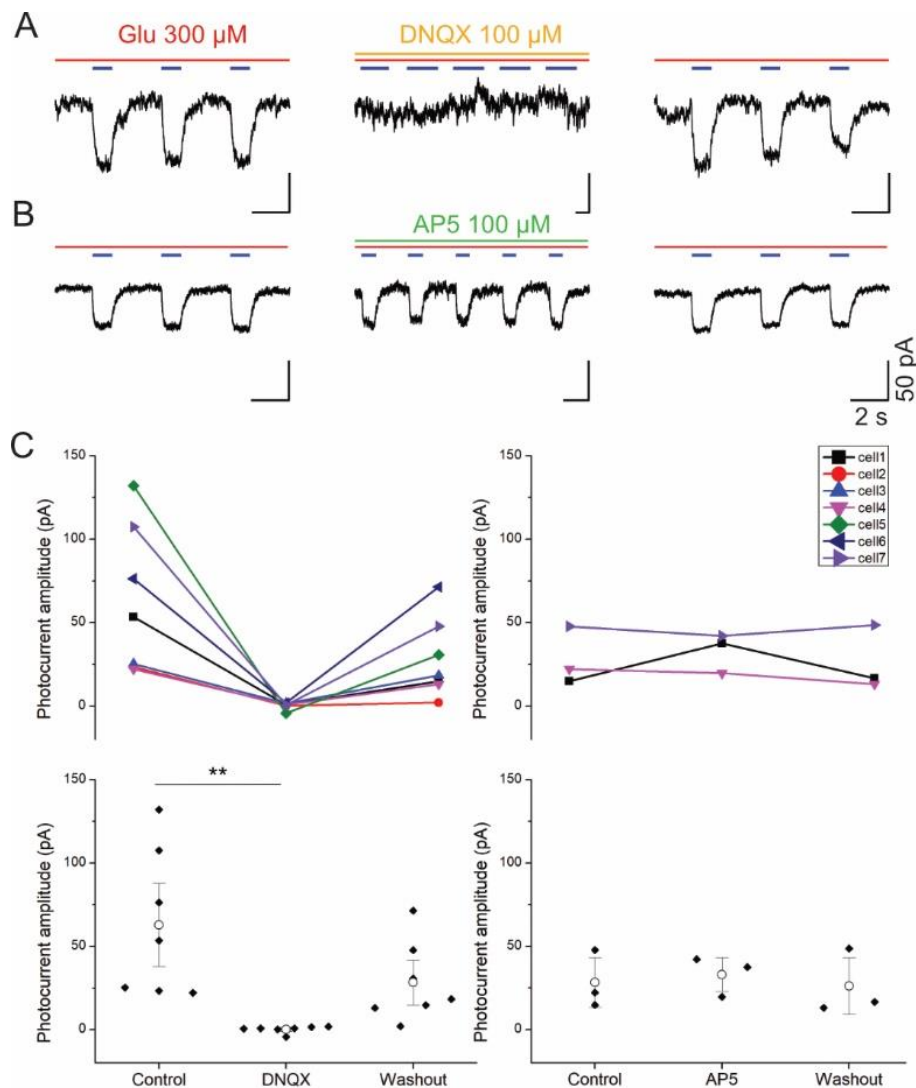 A
Glu 300 µM
DNQX 100 µM
B
AP5 100 µM
50 pA
2 s
C
150
100
50
0
Photocurrent amplitude (pA)
150
100
50
0
Photocurrent amplitude (pA)
cell1
cell2
cell3
cell4
cell5
cell6
cell7
**
150
100
50
0
Photocurrent amplitude (pA)
Control
DNQX
Washout
150
100
50
0
Photocurrent amplitude (pA)
Control
AP5
Washout